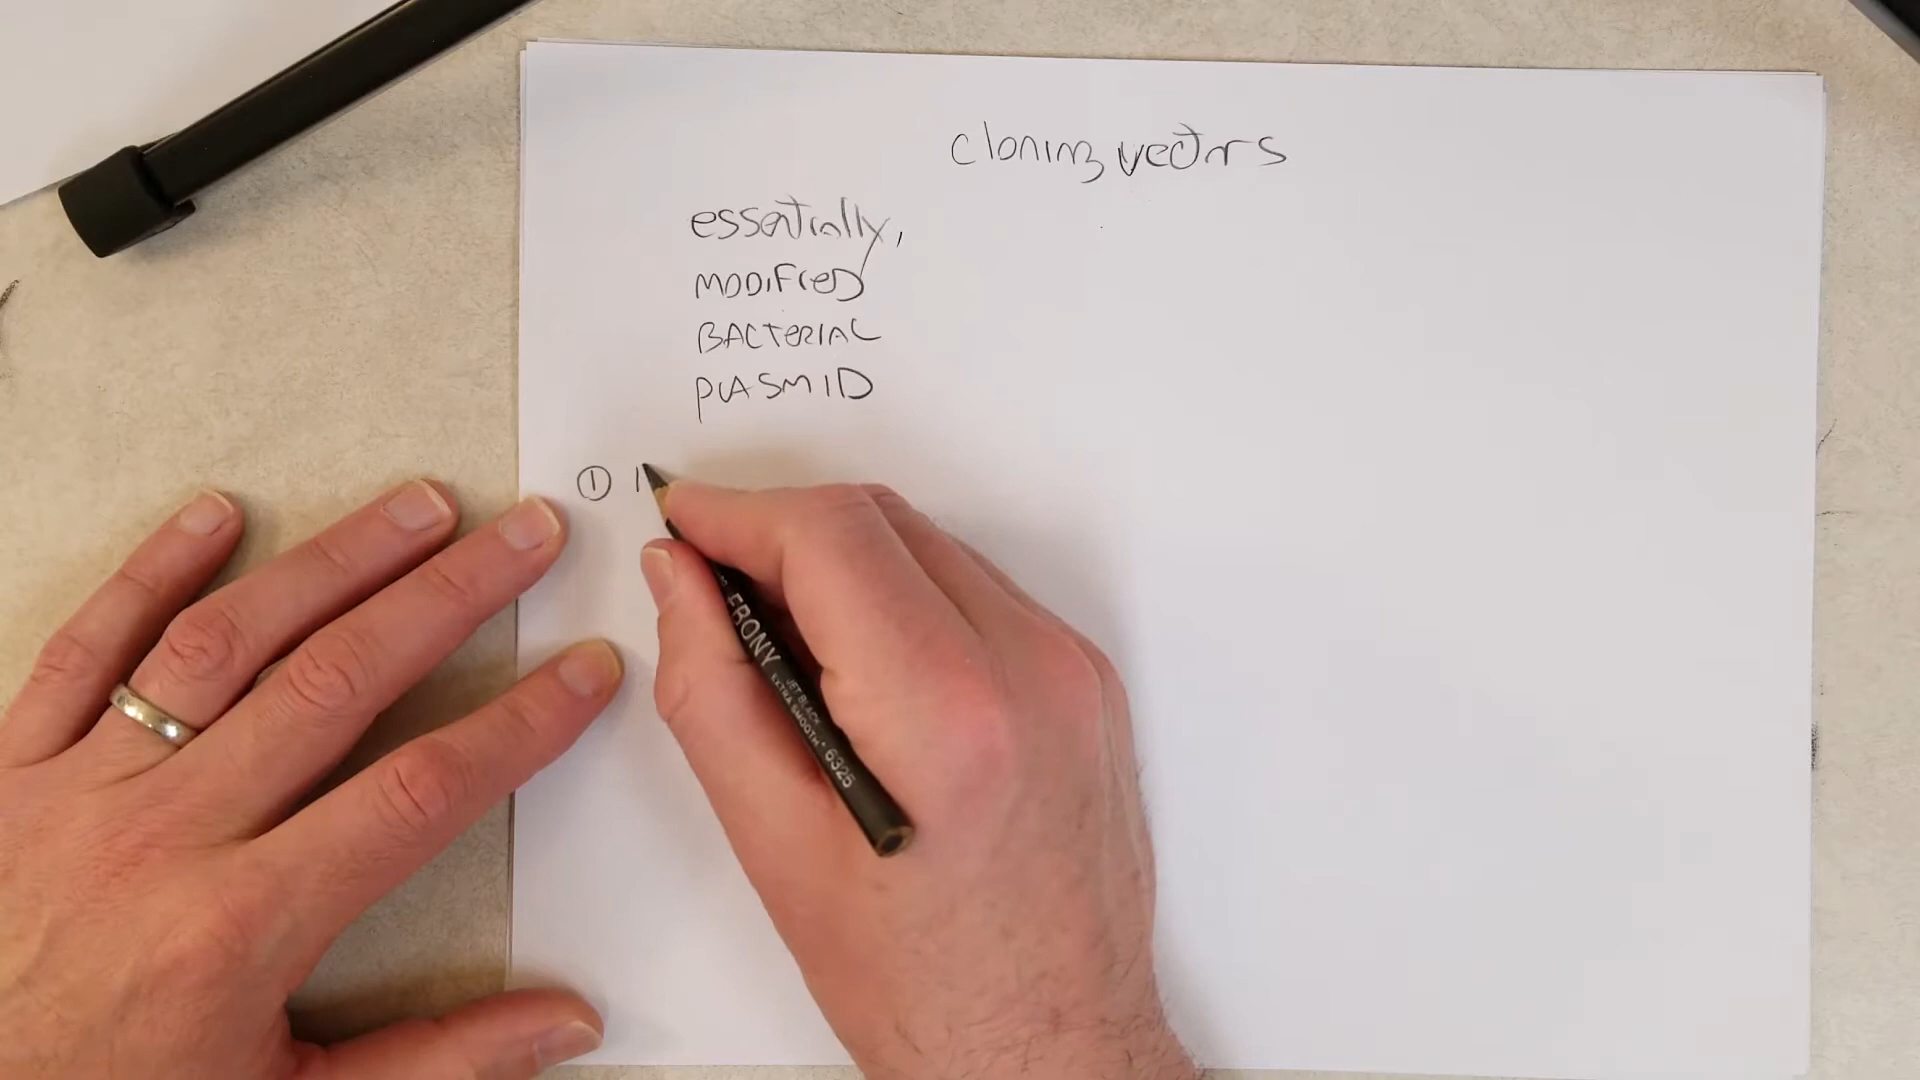 cloning vectors
essentially,
MODIFIED
BACTERIAL
PLASMID
①
EBONY
JET BLACK
EXTRA SMOOTH
6325